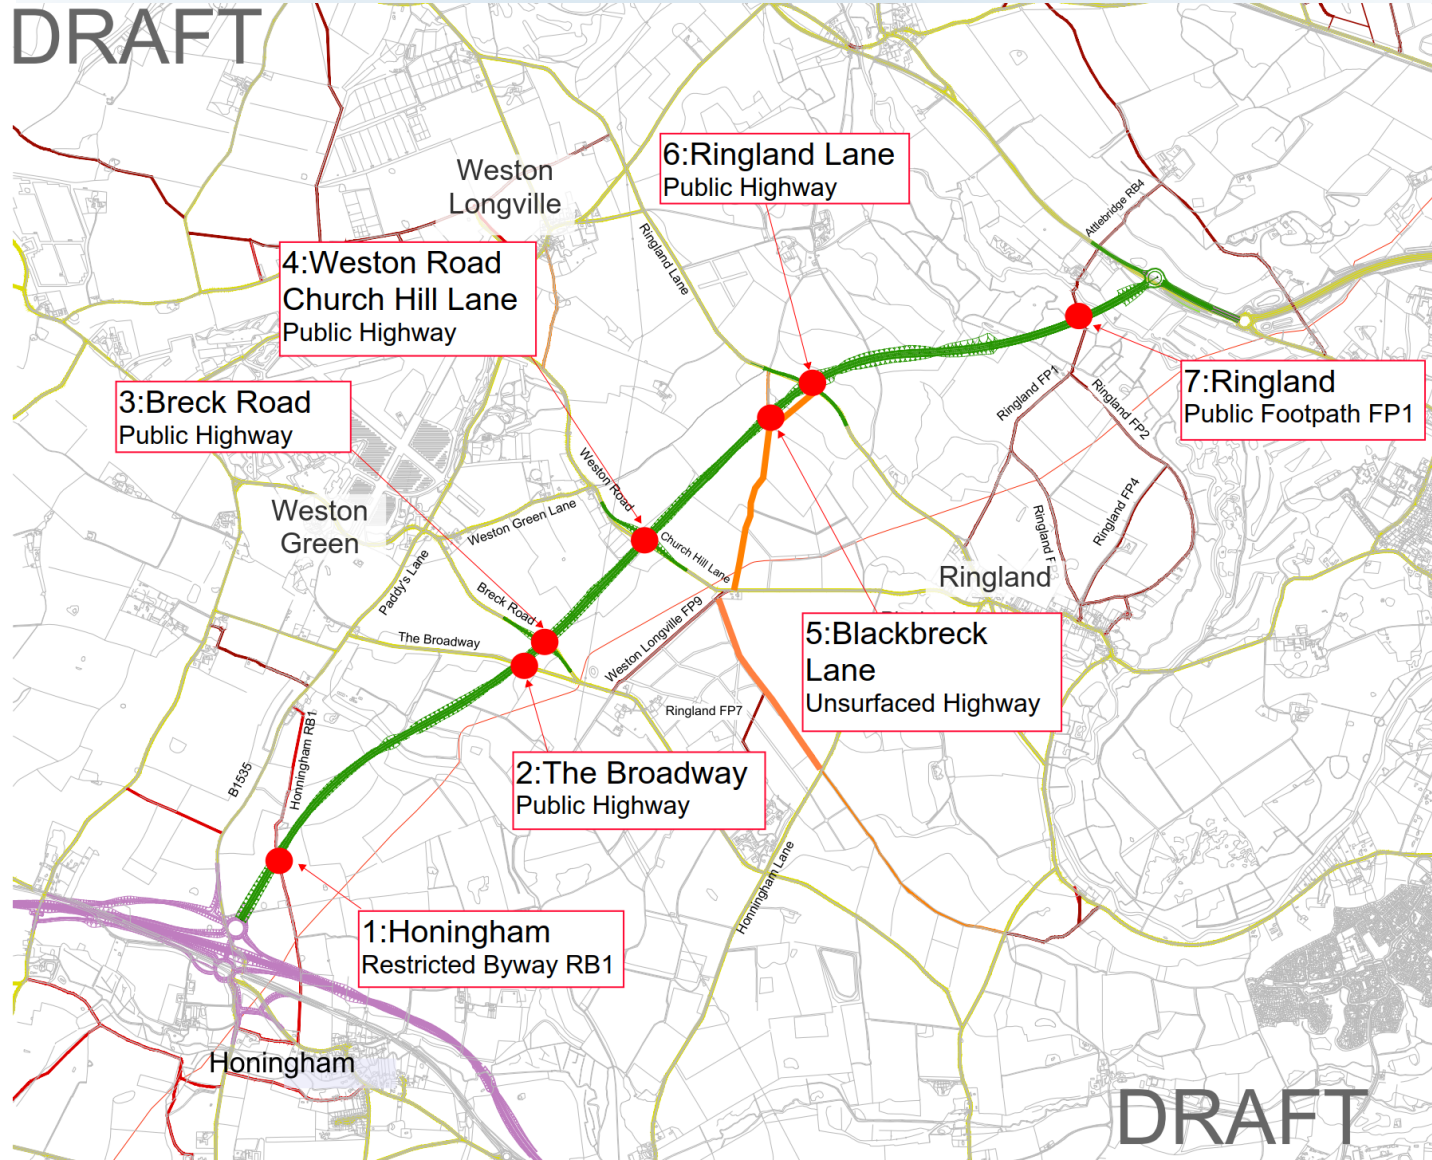 DRAFT
Weston
Longville
6:Ringland Lane
Public Highway
Attlebridge RB4
Ringland Lane
4:Weston Road
Church Hill Lane
Public Highway
7:Ringland
Public Footpath FP1
3:Breck Road
Public Highway
Ringland FP1
Ringland FP2
Weston Road
Weston
Green
Weston Green Lane
Ringland FP4
Ringland F
Church Hill Lane
Paddy's Lane
Breck Road
Ringland
The Broadway
Weston Longville FP9
5:Blackbreck
Lane
Unsurfaced Highway
Ringland FP7
Honningham RB1
B1535
2:The Broadway
Public Highway
Honningham Lane
1:Honingham
Restricted Byway RB1
Honingham
DRAFT